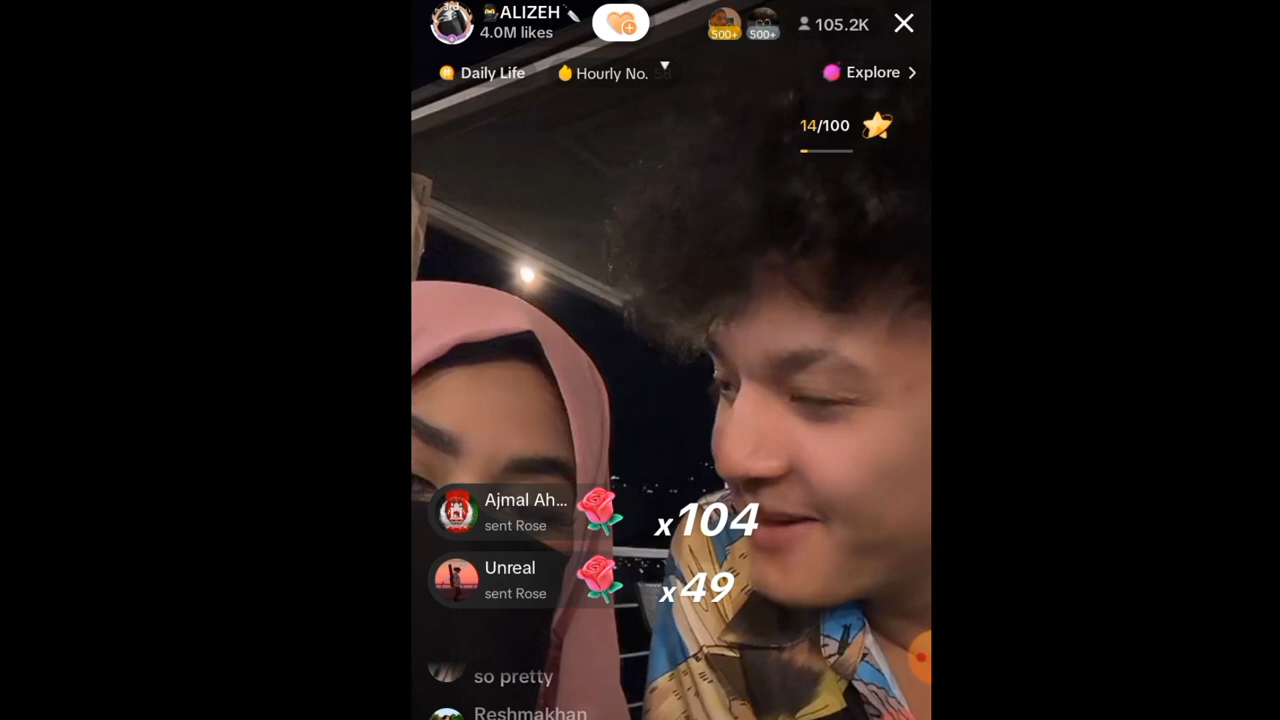 ALIZEH
4.0M likes
500+
500+
105.2K
Daily Life
Hourly No. 58
Explore
14/100
Ajmal Ah...
sent Rose
x104
Unreal
sent Rose
x49
so pretty
Reshmakhan